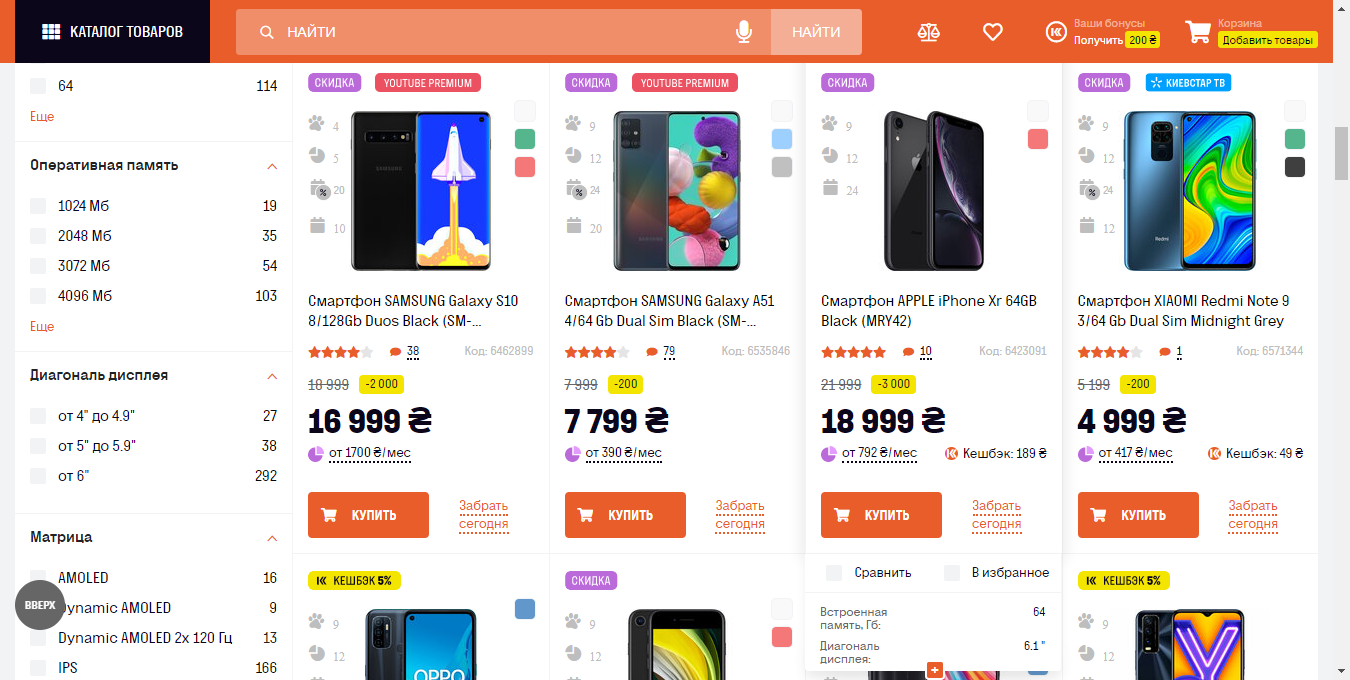 КАТАЛОГ ТОВАРОВ
НАЙТИ
НАЙТИ
Ваши бонусы
Получить 200 ₴
Корзина
Добавить товары
64 114
Еще
Оперативная память
1024 Мб 19
2048 Мб 35
3072 Мб 54
4096 Мб 103
Еще
Диагональ дисплея
от 4" до 4.9" 27
от 5" до 5.9" 38
от 6" 292
Матрица
AMOLED 16
Dynamic AMOLED 9
Dynamic AMOLED 2x 120 Гц 13
IPS 166
ВВЕРХ
СКИДКА YOUTUBE PREMIUM
4
5
% 20
10
SAMSUNG
Смартфон SAMSUNG Galaxy S10
8/128Gb Duos Black (SM-...
38 Код: 6462899
18 999 -2 000
16 999 ₴
от 1700 ₴/мес
КУПИТЬ
Забрать
сегодня
СКИДКА YOUTUBE PREMIUM
9
12
% 24
20
SAMSUNG
Смартфон SAMSUNG Galaxy A51
4/64 Gb Dual Sim Black (SM-...
79 Код: 6535846
7 999 -200
7 799 ₴
от 390 ₴/мес
КУПИТЬ
Забрать
сегодня
СКИДКА
9
12
24
Смартфон APPLE iPhone Xr 64GB
Black (MRY42)
10 Код: 6423091
21 999 -3 000
18 999 ₴
от 792 ₴/мес Кешбэк: 189 ₴
КУПИТЬ
Забрать
сегодня
Сравнить В избранное
Встроенная 64
память, Гб:
Диагональ 6.1 "
дисплея:
+
СКИДКА КИЕВСТАР ТВ
9
12
% 24
12
Redmi
Смартфон XIAOMI Redmi Note 9
3/64 Gb Dual Sim Midnight Grey
1 Код: 6571344
5 199 -200
4 999 ₴
от 417 ₴/мес Кешбэк: 49 ₴
КУПИТЬ
Забрать
сегодня
КЕШБЭК 5%
9
12
OPPO
СКИДКА
9
12
КЕШБЭК 5%
9
12